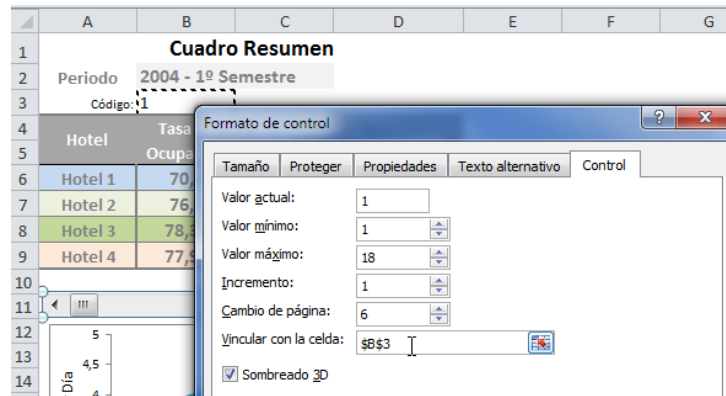 A B C D E F G
1 Cuadro Resumen
2 Periodo 2004 - 1º Semestre
3 Código: 1
4 Hotel Tasa
5 Ocupa
6 Hotel 1 70,
7 Hotel 2 76,
8 Hotel 3 78,
9 Hotel 4 77,9
10
11
12 5
13 4,5
14 4
Día
Formato de control
Tamaño Proteger Propiedades Texto alternativo Control
Valor actual: 1
Valor mínimo: 1
Valor máximo: 18
Incremento: 1
Cambio de página: 6
Vincular con la celda: $B$3
Sombreado 3D